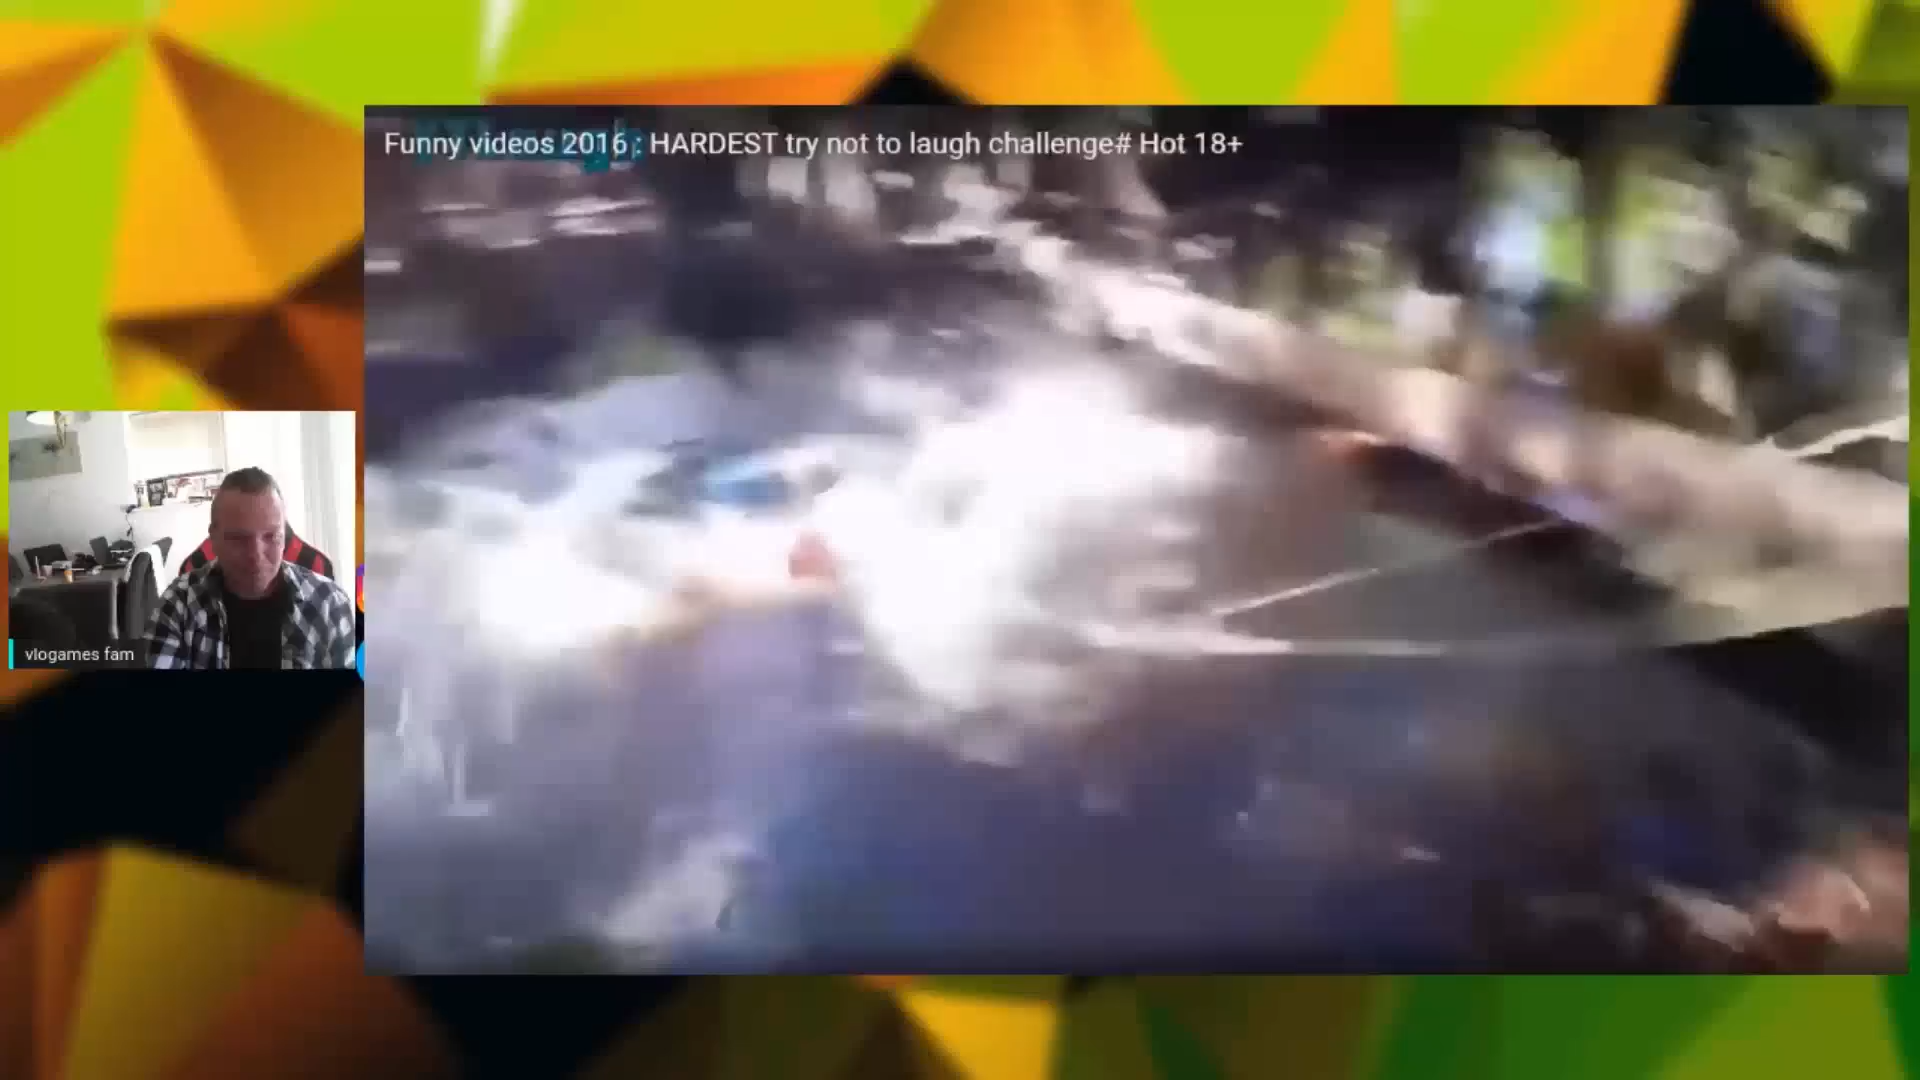 Funny videos 2016 : HARDEST try not to laugh challenge# Hot 18+
vlogames fam